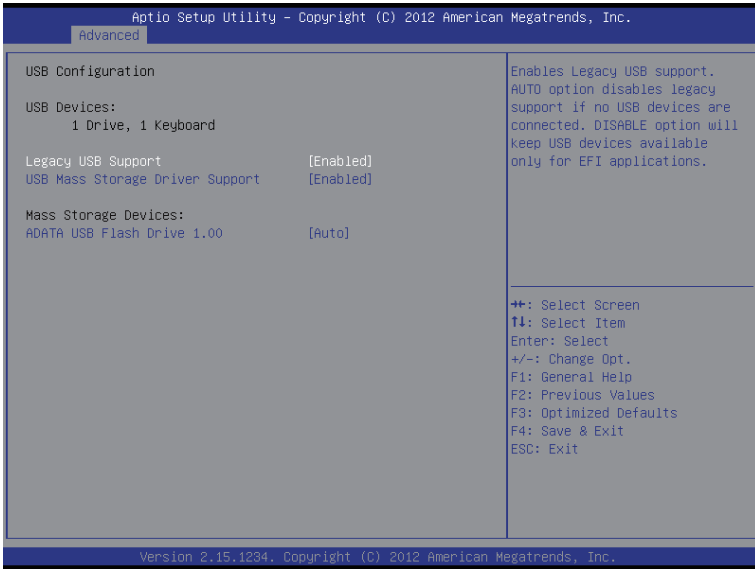 Aptio Setup Utility – Copyright (C) 2012 American Megatrends, Inc.
Advanced
USB Configuration
USB Devices:
1 Drive, 1 Keyboard
Legacy USB Support [Enabled]
USB Mass Storage Driver Support [Enabled]
Mass Storage Devices:
ADATA USB Flash Drive 1.00 [Auto]
Enables Legacy USB support.
AUTO option disables legacy
support if no USB devices are
connected. DISABLE option will
keep USB devices available
only for EFI applications.
→←: Select Screen
↑↓: Select Item
Enter: Select
+/-: Change Opt.
F1: General Help
F2: Previous Values
F3: Optimized Defaults
F4: Save & Exit
ESC: Exit
Version 2.15.1234. Copyright (C) 2012 American Megatrends, Inc.